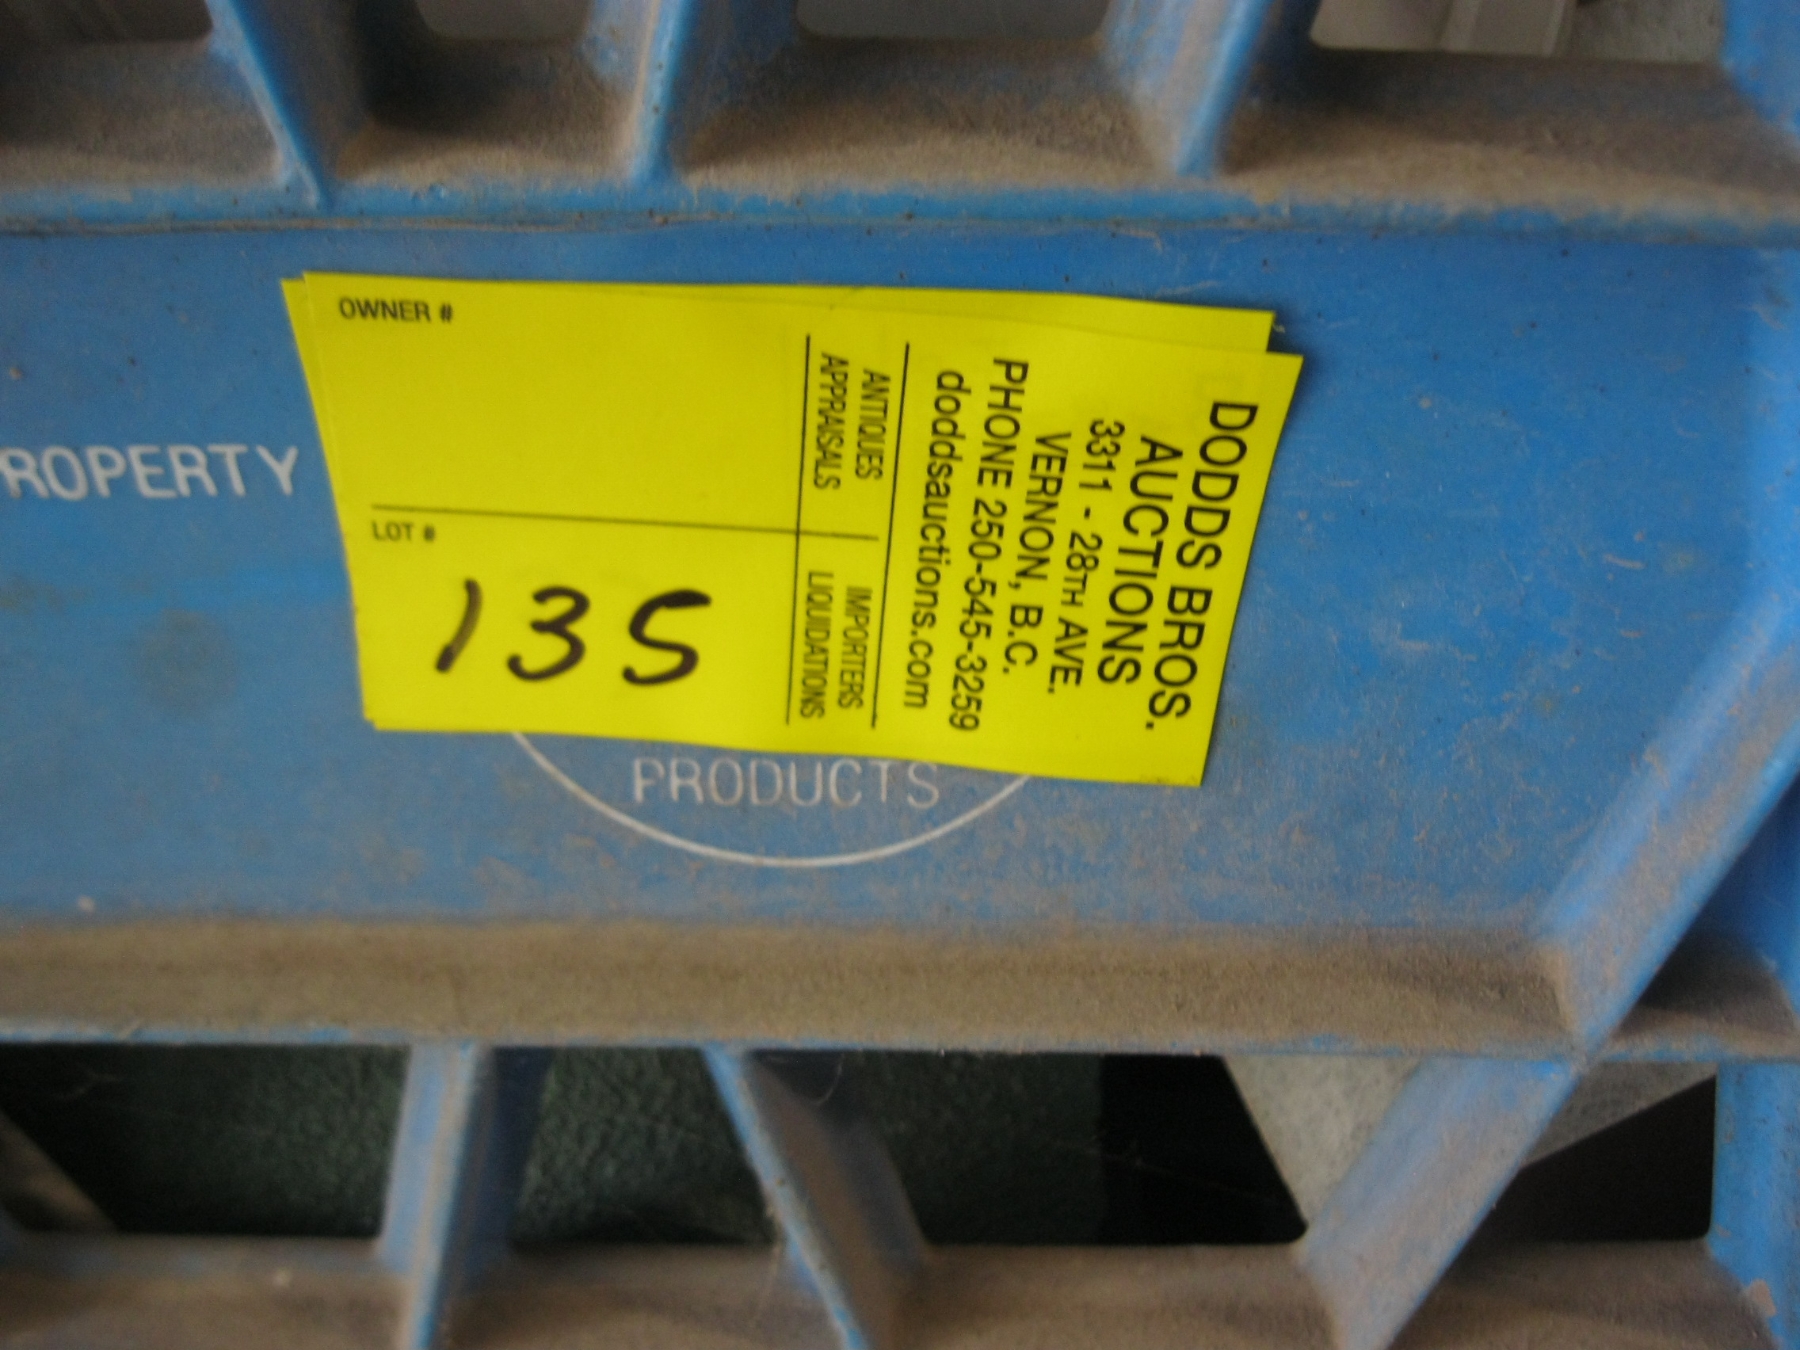 OWNER #
LOT #
135
DODDS BROS.
AUCTIONS
3311 - 28TH AVE.
VERNON, B.C.
PHONE 250-545-3259
doddsauctions.com
ANTIQUES
APPRAISALS
IMPORTERS
LIQUIDATIONS
ROPERTY
PRODUCTS